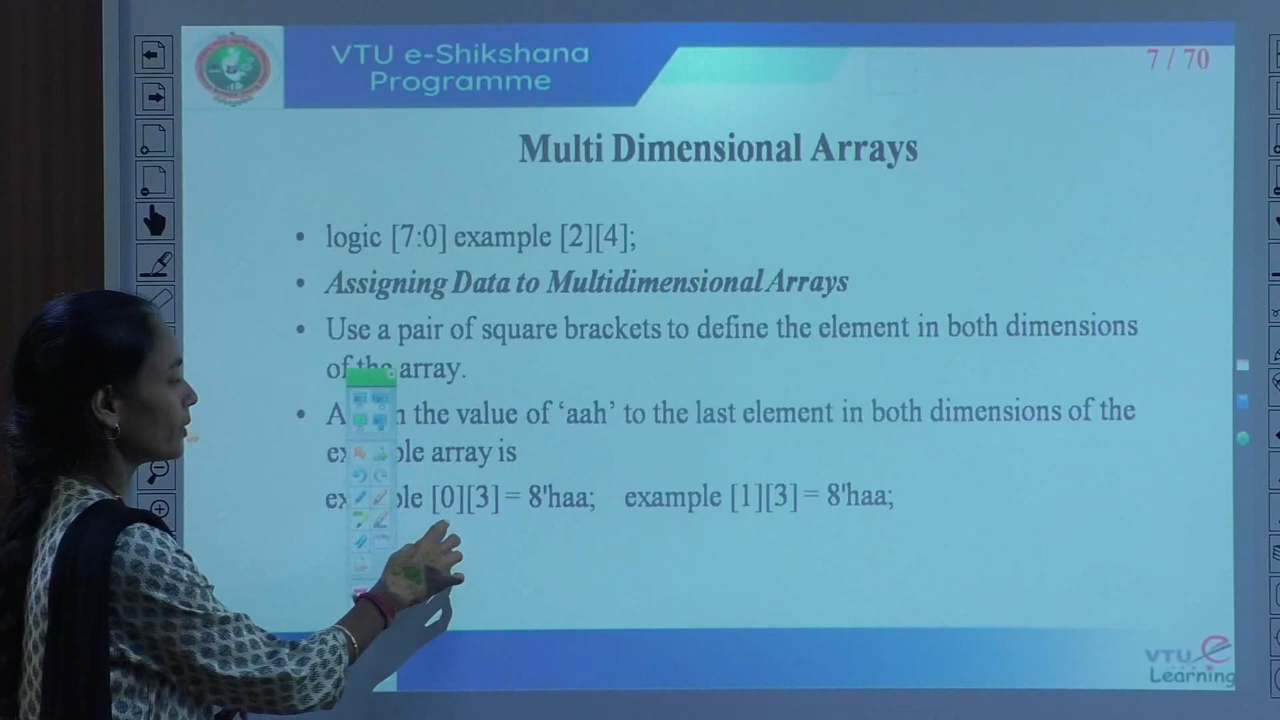 VTU e-Shikshana
Programme
7 / 70
Multi Dimensional Arrays
• logic [7:0] example [2][4];
• Assigning Data to Multidimensional Arrays
• Use a pair of square brackets to define the element in both dimensions
of the array.
• the value of ‘aah’ to the last element in both dimensions of the
array is
[0][3] = 8'haa; example [1][3] = 8'haa;
VTU e
Learning